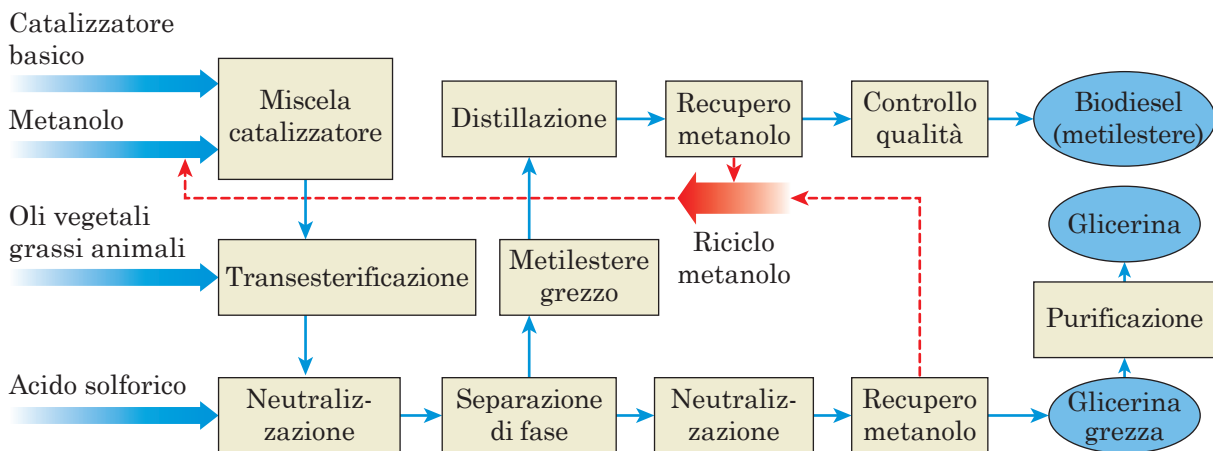 Catalizzatore
basico
Metanolo
Miscela
catalizzatore
Distillazione
Recupero
metanolo
Controllo
qualità
Biodiesel
(metilestere)
Oli vegetali
grassi animali
Transesterificazione
Metilestere
grezzo
Riciclo
metanolo
Glicerina
Purificazione
Acido solforico
Neutraliz-
zazione
Separazione
di fase
Neutraliz-
zazione
Recupero
metanolo
Glicerina
grezza